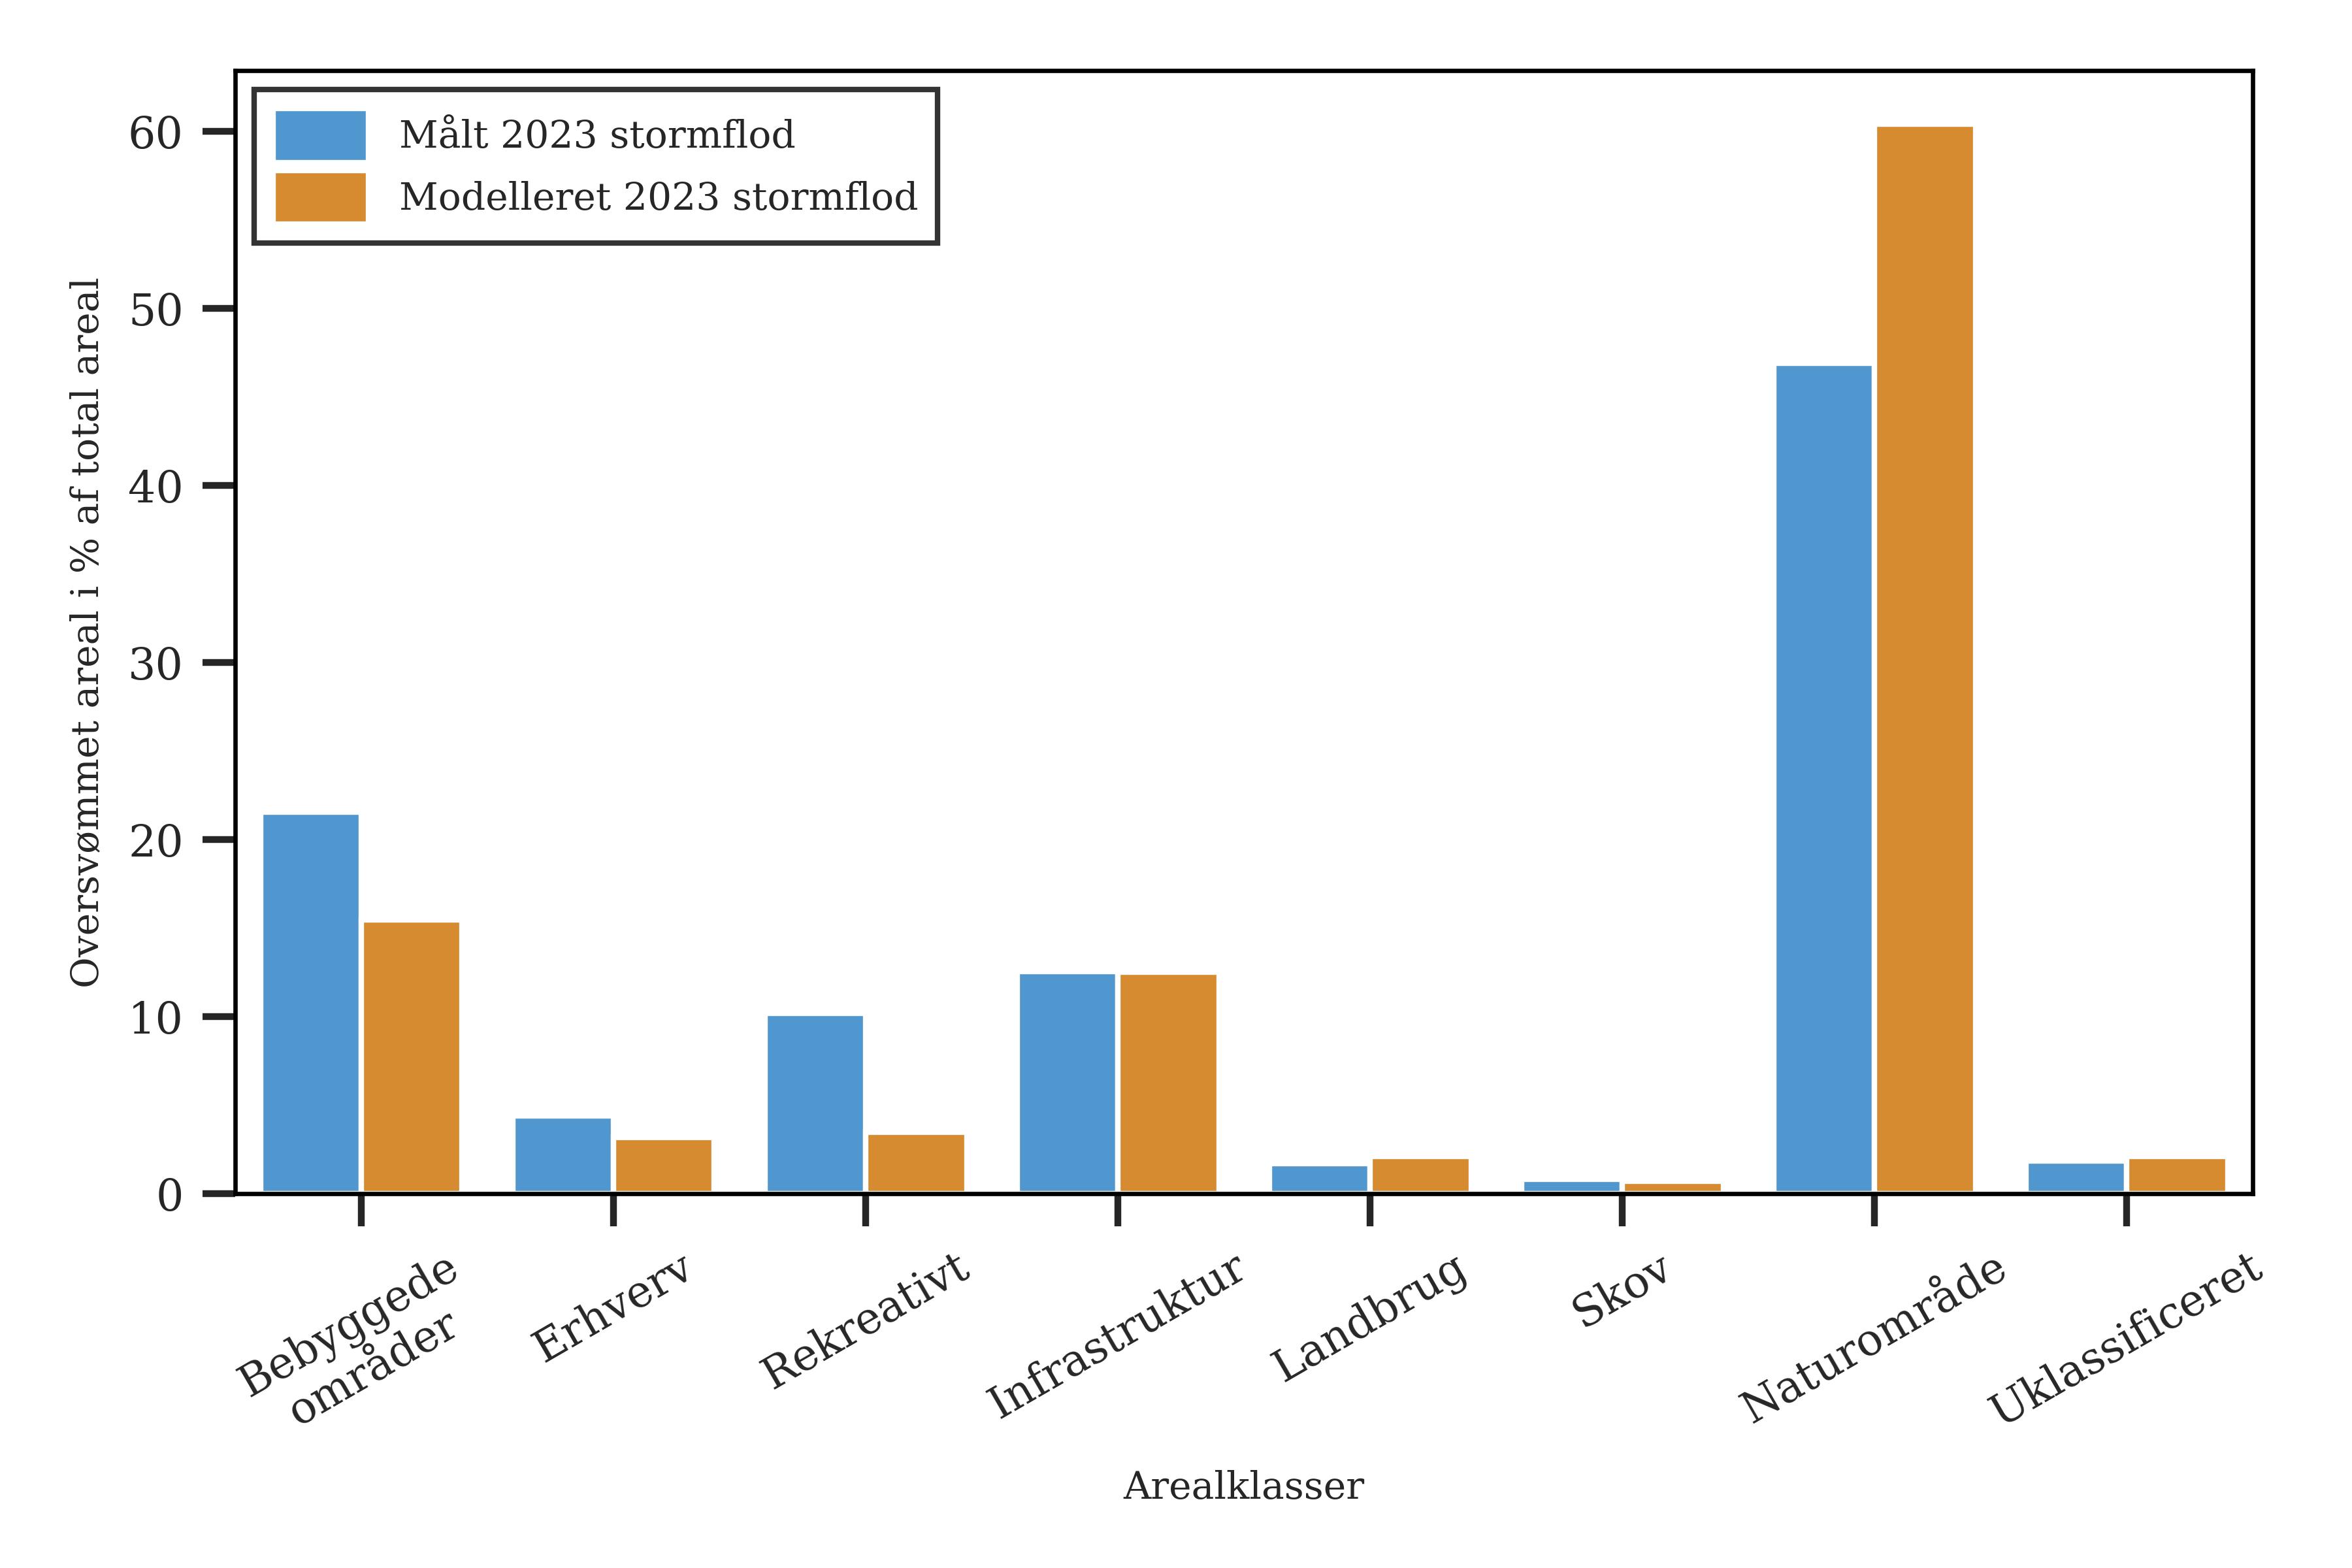 Målt 2023 stormflod
Modelleret 2023 stormflod
Oversvømmet areal i % af total areal
60
50
40
30
20
10
0
Bebyggede
områder
Erhverv
Rekreativt
Infrastruktur
Landbrug
Skov
Naturområde
Uklassificeret
Arealklasser